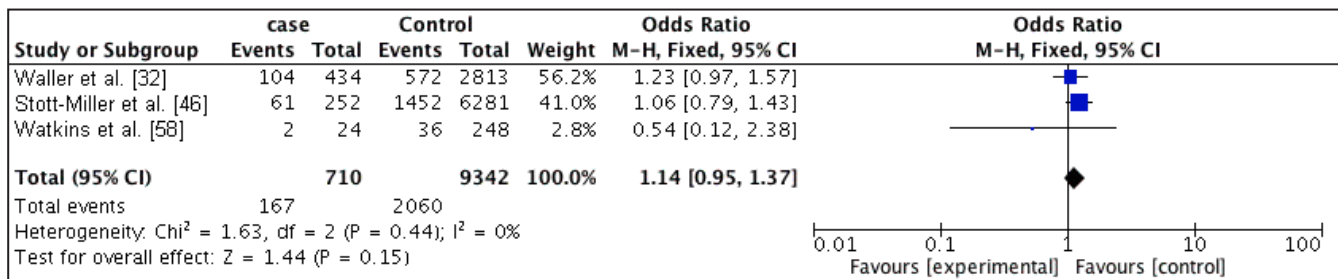 case Control Odds Ratio Odds Ratio
Study or Subgroup Events Total Events Total Weight M-H, Fixed, 95% CI M-H, Fixed, 95% CI
Waller et al. [32] 104 434 572 2813 56.2% 1.23 [0.97, 1.57]
Stott-Miller et al. [46] 61 252 1452 6281 41.0% 1.06 [0.79, 1.43]
Watkins et al. [58] 2 24 36 248 2.8% 0.54 [0.12, 2.38]
Total (95% CI) 710 9342 100.0% 1.14 [0.95, 1.37]
Total events 167 2060
Heterogeneity: Chi² = 1.63, df = 2 (P = 0.44); I² = 0%
Test for overall effect: Z = 1.44 (P = 0.15)
0.01 0.1 1 10 100
Favours [experimental] Favours [control]